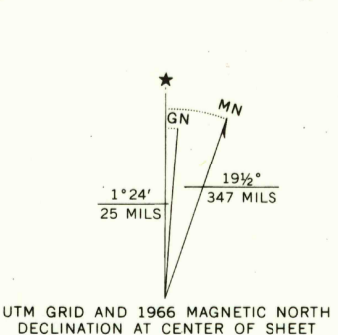 ★
GN
MN
1°24'
25 MILS
19½°
347 MILS
UTM GRID AND 1966 MAGNETIC NORTH
DECLINATION AT CENTER OF SHEET